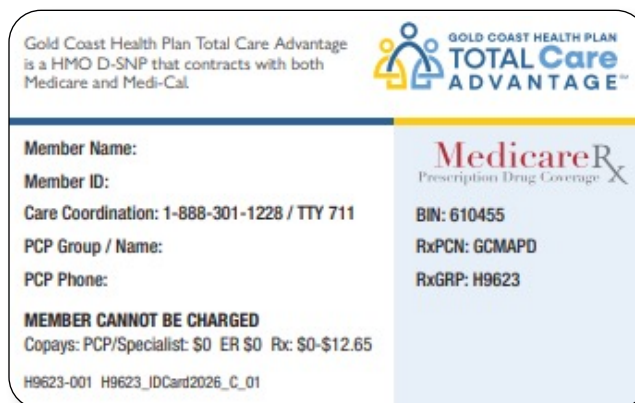 Gold Coast Health Plan Total Care Advantage
is a HMO D-SNP that contracts with both
Medicare and Medi-Cal
GOLD COAST HEALTH PLAN
TOTAL Care
ADVANTAGE
Member Name:
Member ID:
Care Coordination: 1-888-301-1228 / TTY 711
PCP Group / Name:
PCP Phone:
MEMBER CANNOT BE CHARGED
Copays: PCP/Specialist: $0 ER $0 Rx: $0-$12.65
H9623-001 H9623_IDCard2026_C_01
MedicareRx
Prescription Drug Coverage
BIN: 610455
RxPCN: GCMAPD
RxGRP: H9623